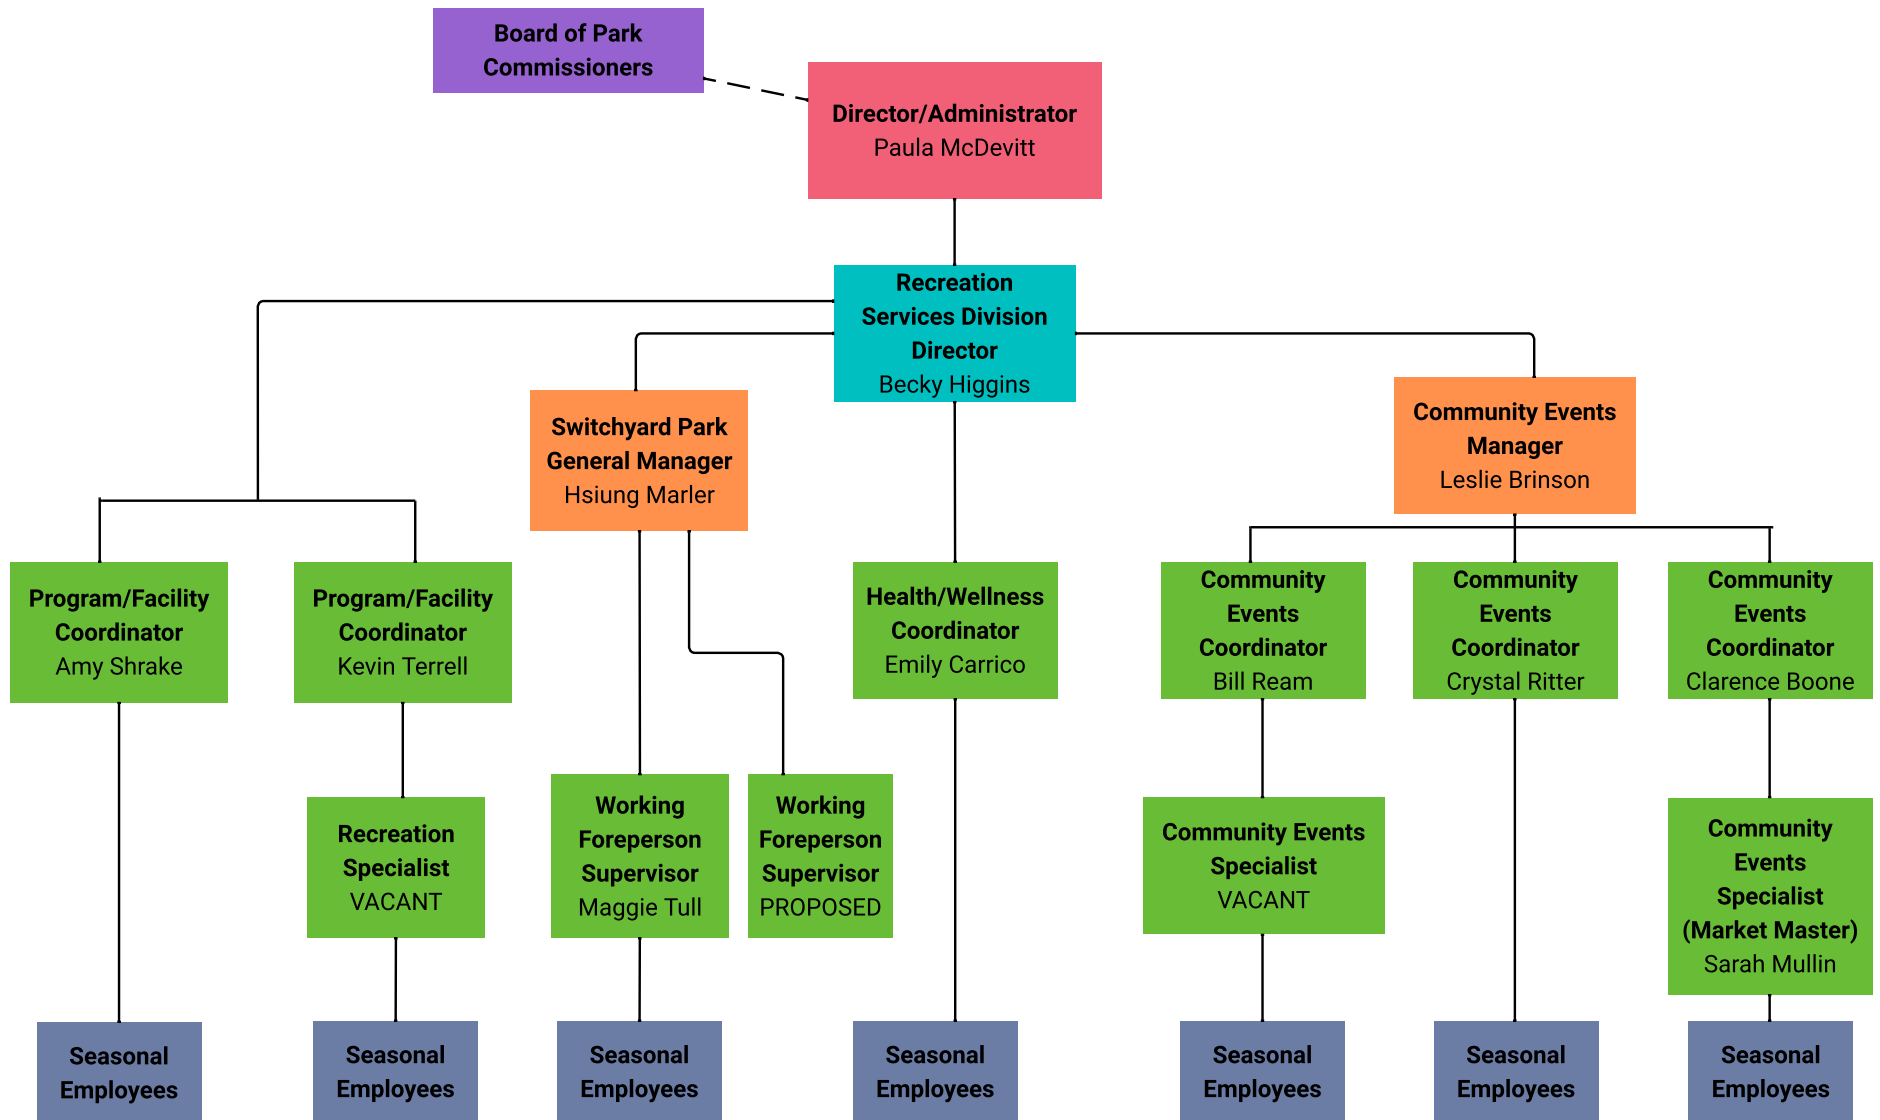 Board of Park
Commissioners
Director/Administrator
Paula McDevitt
Recreation
Services Division
Director
Becky Higgins
Switchyard Park
General Manager
Hsiung Marler
Community Events
Manager
Leslie Brinson
Program/Facility
Coordinator
Amy Shrake
Program/Facility
Coordinator
Kevin Terrell
Health/Wellness
Coordinator
Emily Carrico
Community
Events
Coordinator
Bill Ream
Community
Events
Coordinator
Crystal Ritter
Community
Events
Coordinator
Clarence Boone
Recreation
Specialist
VACANT
Working
Foreperson
Supervisor
Maggie Tull
Working
Foreperson
Supervisor
PROPOSED
Community Events
Specialist
VACANT
Community
Events
Specialist
(Market Master)
Sarah Mullin
Seasonal
Employees
Seasonal
Employees
Seasonal
Employees
Seasonal
Employees
Seasonal
Employees
Seasonal
Employees
Seasonal
Employees